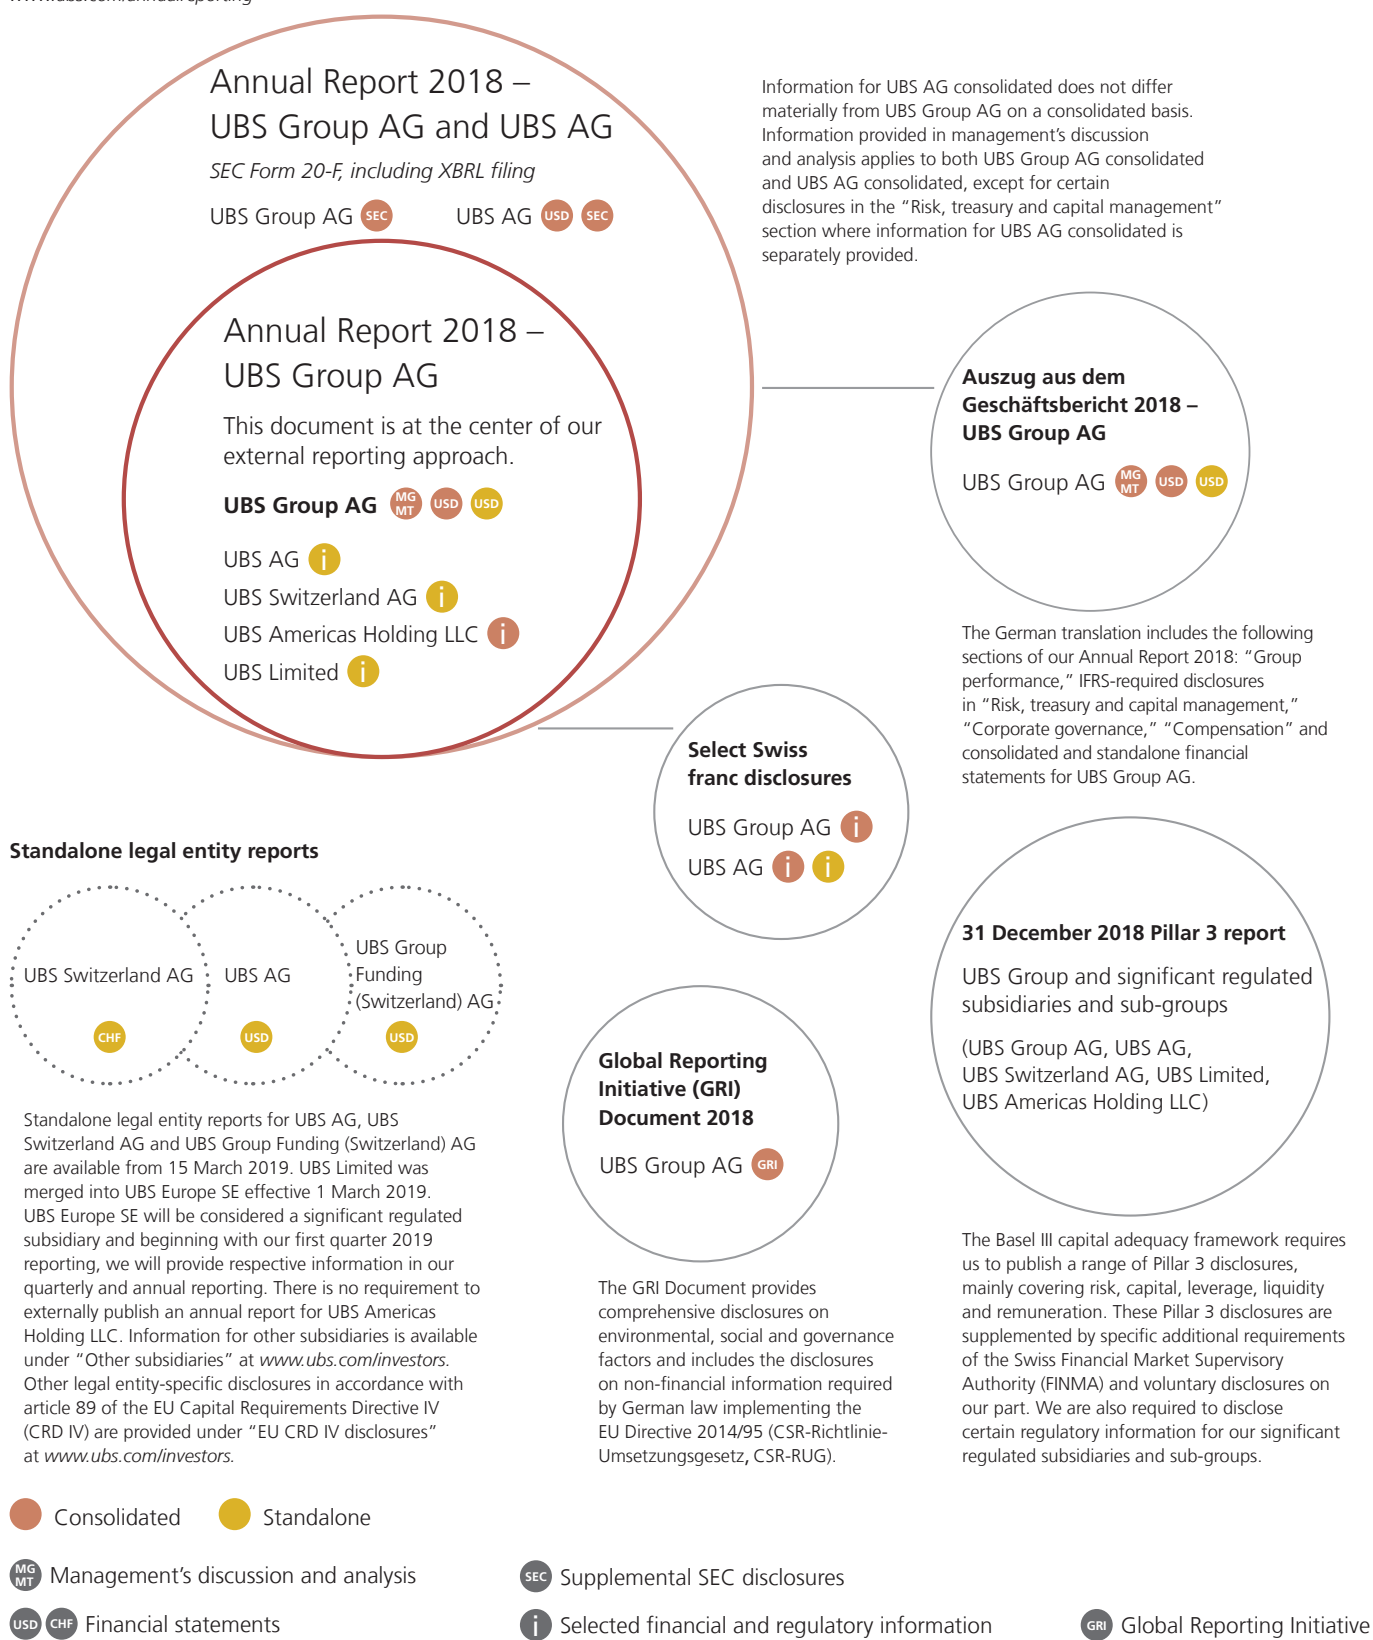 www.ubs.com/annualreporting
Annual Report 2018 –
UBS Group AG and UBS AG
SEC Form 20-F, including XBRL filing
UBS Group AG SEC UBS AG USD SEC
Information for UBS AG consolidated does not differ
materially from UBS Group AG on a consolidated basis.
Information provided in management’s discussion
and analysis applies to both UBS Group AG consolidated
and UBS AG consolidated, except for certain
disclosures in the “Risk, treasury and capital management”
section where information for UBS AG consolidated is
separately provided.
Annual Report 2018 –
UBS Group AG
This document is at the center of our
external reporting approach.
UBS Group AG MG MT USD USD
UBS AG i
UBS Switzerland AG i
UBS Americas Holding LLC i
UBS Limited i
Auszug aus dem
Geschäftsbericht 2018 –
UBS Group AG
UBS Group AG MG MT USD USD
The German translation includes the following
sections of our Annual Report 2018: “Group
performance,” IFRS-required disclosures
in “Risk, treasury and capital management,”
“Corporate governance,” “Compensation” and
consolidated and standalone financial
statements for UBS Group AG.
Select Swiss
franc disclosures
UBS Group AG i
UBS AG i i
Standalone legal entity reports
UBS Switzerland AG
CHF
UBS AG
USD
UBS Group
Funding
(Switzerland) AG
USD
Standalone legal entity reports for UBS AG, UBS
Switzerland AG and UBS Group Funding (Switzerland) AG
are available from 15 March 2019. UBS Limited was
merged into UBS Europe SE effective 1 March 2019.
UBS Europe SE will be considered a significant regulated
subsidiary and beginning with our first quarter 2019
reporting, we will provide respective information in our
quarterly and annual reporting. There is no requirement to
externally publish an annual report for UBS Americas
Holding LLC. Information for other subsidiaries is available
under “Other subsidiaries” at www.ubs.com/investors.
Other legal entity-specific disclosures in accordance with
article 89 of the EU Capital Requirements Directive IV
(CRD IV) are provided under “EU CRD IV disclosures”
at www.ubs.com/investors.
Global Reporting
Initiative (GRI)
Document 2018
UBS Group AG GRI
The GRI Document provides
comprehensive disclosures on
environmental, social and governance
factors and includes the disclosures
on non-financial information required
by German law implementing the
EU Directive 2014/95 (CSR-Richtlinie-
Umsetzungsgesetz, CSR-RUG).
31 December 2018 Pillar 3 report
UBS Group and significant regulated
subsidiaries and sub-groups
(UBS Group AG, UBS AG,
UBS Switzerland AG, UBS Limited,
UBS Americas Holding LLC)
The Basel III capital adequacy framework requires
us to publish a range of Pillar 3 disclosures,
mainly covering risk, capital, leverage, liquidity
and remuneration. These Pillar 3 disclosures are
supplemented by specific additional requirements
of the Swiss Financial Market Supervisory
Authority (FINMA) and voluntary disclosures on
our part. We are also required to disclose
certain regulatory information for our significant
regulated subsidiaries and sub-groups.
Consolidated Standalone
MG MT Management’s discussion and analysis SEC Supplemental SEC disclosures
USD CHF Financial statements i Selected financial and regulatory information GRI Global Reporting Initiative